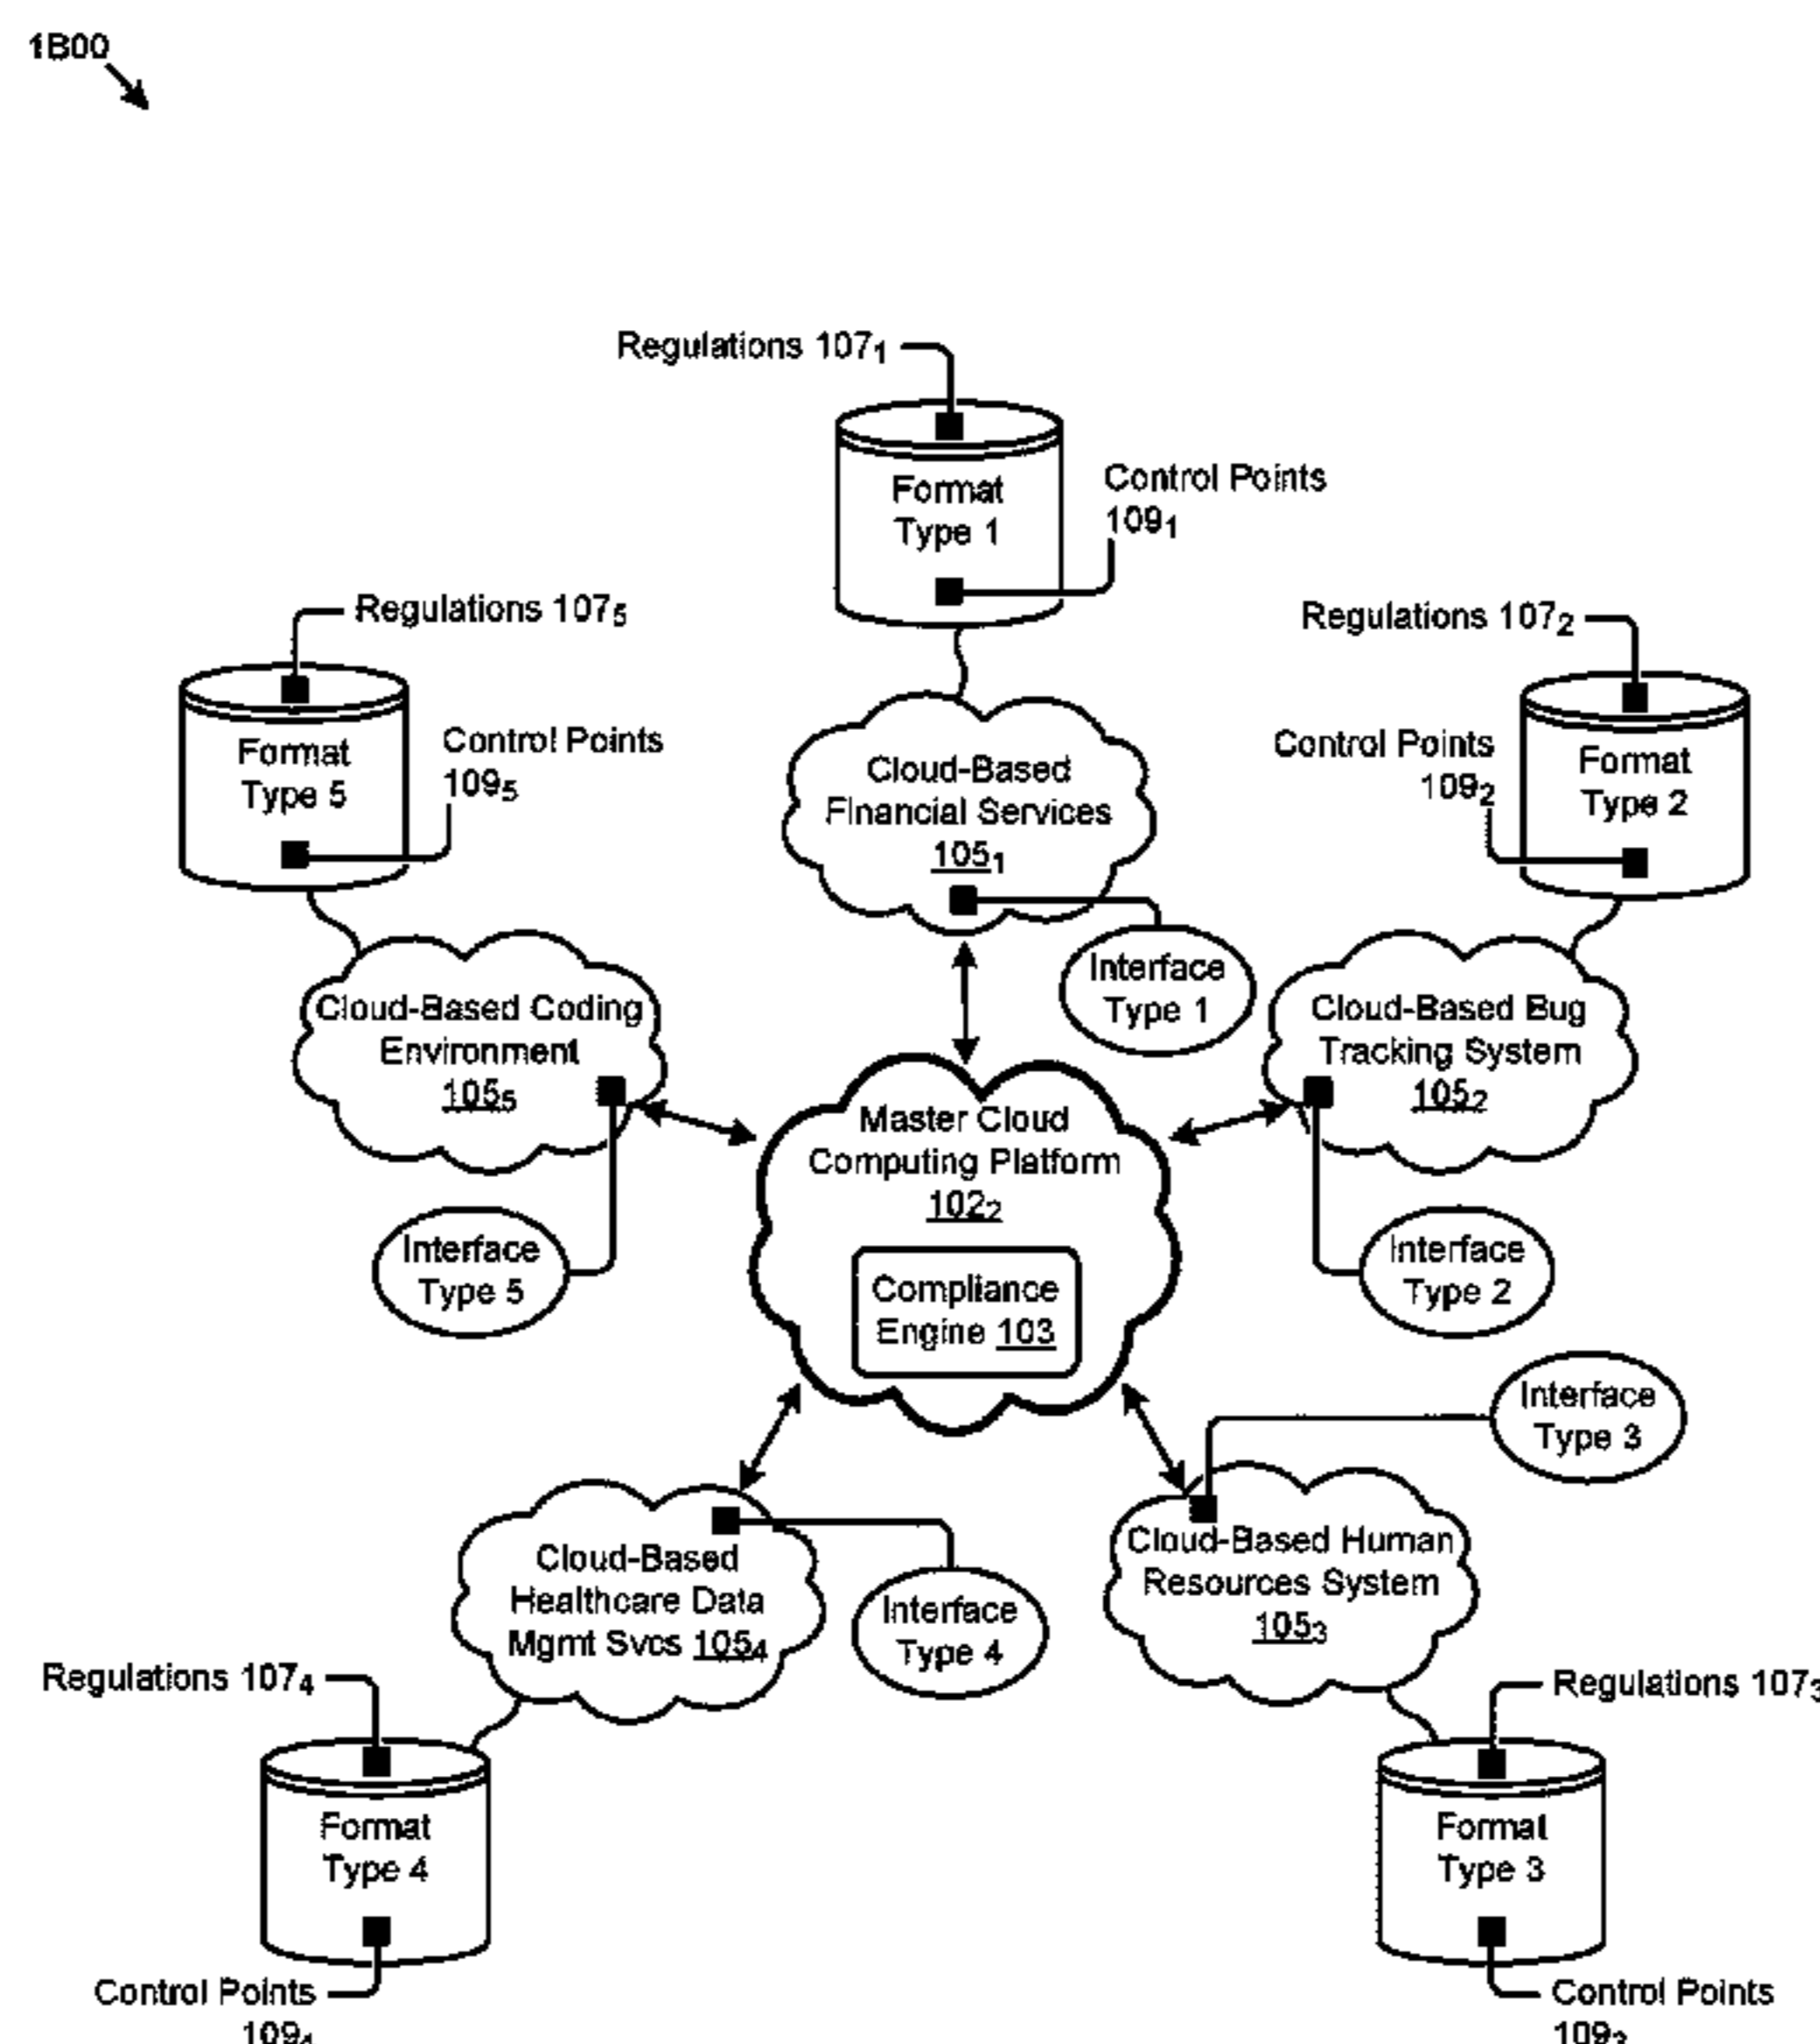 1B00
Regulations 107₁
Format
Type 1
Control Points
109₁
Regulations 107₅
Format
Type 5
Control Points
109₅
Regulations 107₂
Control Points
109₂
Format
Type 2
Cloud-Based
Financial Services
105₁
Interface
Type 1
Cloud-Based Coding
Environment
105₅
Cloud-Based Bug
Tracking System
105₂
Master Cloud
Computing Platform
102₂
Compliance
Engine 103
Interface
Type 5
Interface
Type 2
Interface
Type 3
Cloud-Based
Healthcare Data
Mgmt Svcs 105₄
Interface
Type 4
Cloud-Based Human
Resources System
105₃
Regulations 107₄
Format
Type 4
Control Points
109₄
Regulations 107₃
Format
Type 3
Control Points
109₃